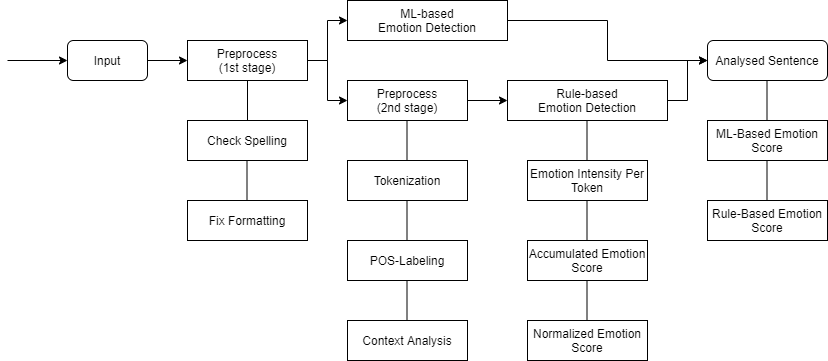 ML-based
Emotion Detection
Input
Preprocess
(1st stage)
Analysed Sentence
Preprocess
(2nd stage)
Rule-based
Emotion Detection
Check Spelling
ML-Based Emotion
Score
Tokenization
Emotion Intensity Per
Token
Fix Formatting
Rule-Based Emotion
Score
POS-Labeling
Accumulated Emotion
Score
Context Analysis
Normalized Emotion
Score